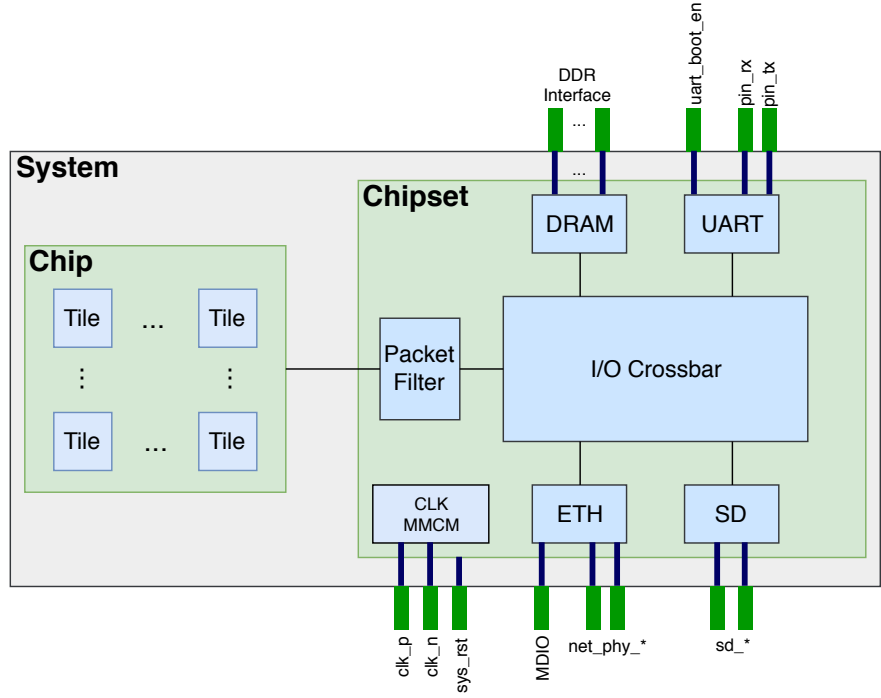 DDR
Interface
...
uart_boot_en
pin_rx
pin_tx
System
...
Chipset
DRAM
UART
Chip
Tile
...
Tile
...
...
Tile
...
Tile
Packet
Filter
I/O Crossbar
CLK
MMCM
ETH
SD
clk_p
clk_n
sys_rst
MDIO
net_phy_*
sd_*